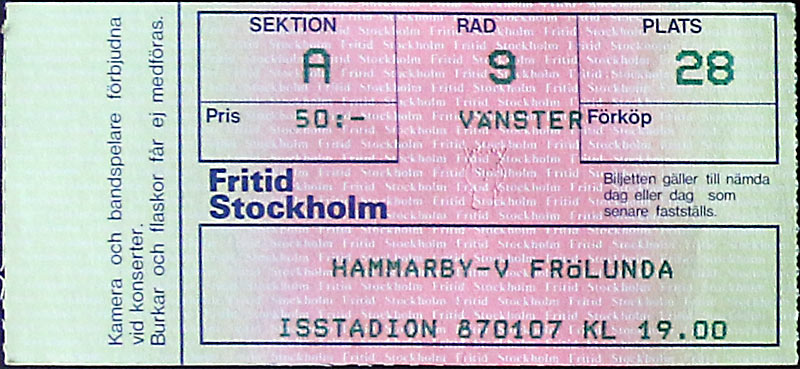 Kamera och bandspelare förbjudna
vid konserter.
Burkar och flaskor får ej medföras.
SEKTION RAD PLATS
A 9 28
Pris 50:- VÄNSTER Förköp
Fritid
Stockholm
Biljetten gäller till nämda
dag eller dag som
senare fastställs.
HAMMARBY-V FRöLUNDA
ISSTADION 870107 KL 19.00